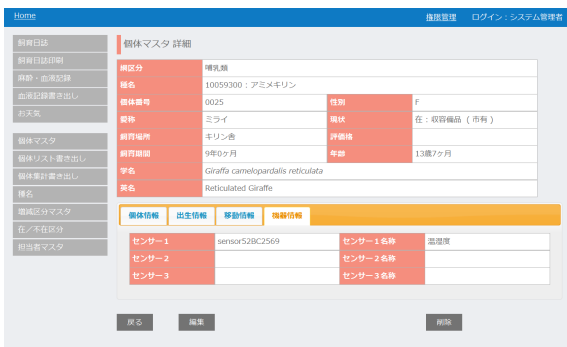 Home 権限管理 ログイン：システム管理者
飼育日誌
飼育日誌印刷
麻酔・血液記録
血液記録書き出し
お天気
個体マスタ
個体リスト書き出し
個体集計書き出し
種名
増減区分マスタ
在／不在区分
担当者マスタ
個体マスタ 詳細
綱区分 哺乳類
種名 10059300：アミメキリン
個体番号 0025 性別 F
愛称 ミライ 現状 在：収容備品 （ 市有 ）
飼育場所 キリン舎 評価格
飼育期間 9年0ヶ月 年齢 13歳7ヶ月
学名 Giraffa camelopardalis reticulata
英名 Reticulated Giraffe
個体情報 出生情報 移動情報 機器情報
センサー1 sensor52BC2569 センサー1名称 温湿度
センサー2 センサー2名称
センサー3 センサー3名称
戻る 編集 削除